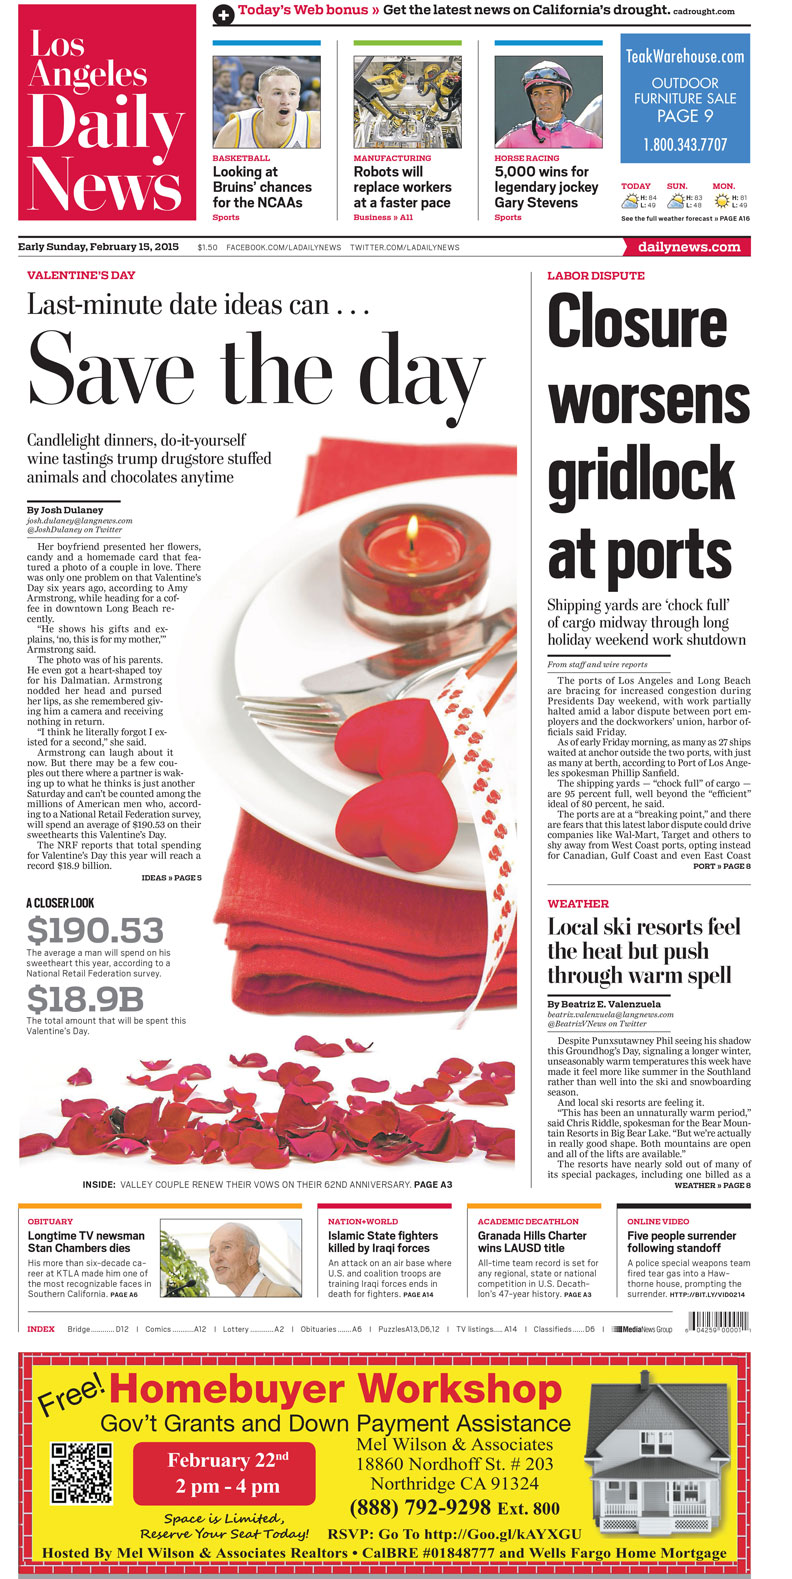 Today's Web bonus » Get the latest news on California's drought. cadrought.com
Los
Angeles
Daily
News
BASKETBALL
Looking at
Bruins' chances
for the NCAAs
Sports
MANUFACTURING
Robots will
replace workers
at a faster pace
Business » A11
HORSE RACING
5,000 wins for
legendary jockey
Gary Stevens
Sports
TeakWarehouse.com
OUTDOOR
FURNITURE SALE
PAGE 9
1.800.343.7707
TODAY SUN. MON.
H: 84 H: 83 H: 81
L: 49 L: 48 L: 49
See the full weather forecast » PAGE A16
Early Sunday, February 15, 2015 $1.50 FACEBOOK.COM/LADAILYNEWS TWITTER.COM/LADAILYNEWS dailynews.com
VALENTINE'S DAY
Last-minute date ideas can . . .
Save the day
Candlelight dinners, do-it-yourself
wine tastings trump drugstore stuffed
animals and chocolates anytime
By Josh Dulaney
josh.dulaney@langnews.com
@JoshDulaney on Twitter
Her boyfriend presented her flowers,
candy and a homemade card that fea-
tured a photo of a couple in love. There
was only one problem on that Valentine's
Day six years ago, according to Amy
Armstrong, while heading for a cof-
fee in downtown Long Beach re-
cently.
"He shows his gifts and ex-
plains, 'no, this is for my mother,'"
Armstrong said.
The photo was of his parents.
He even got a heart-shaped toy
for his Dalmatian. Armstrong
nodded her head and pursed
her lips, as she remembered giv-
ing him a camera and receiving
nothing in return.
"I think he literally forgot I ex-
isted for a second," she said.
Armstrong can laugh about it
now. But there may be a few cou-
ples out there where a partner is wak-
ing up to what he thinks is just another
Saturday and can't be counted among the
millions of American men who, accord-
ing to a National Retail Federation survey,
will spend an average of $190.53 on their
sweethearts this Valentine's Day.
The NRF reports that total spending
for Valentine's Day this year will reach a
record $18.9 billion.
IDEAS » PAGE 5
A CLOSER LOOK
$190.53
The average a man will spend on his
sweetheart this year, according to a
National Retail Federation survey.
$18.9B
The total amount that will be spent this
Valentine's Day.
INSIDE: VALLEY COUPLE RENEW THEIR VOWS ON THEIR 62ND ANNIVERSARY. PAGE A3
LABOR DISPUTE
Closure
worsens
gridlock
at ports
Shipping yards are 'chock full'
of cargo midway through long
holiday weekend work shutdown
From staff and wire reports
The ports of Los Angeles and Long Beach
are bracing for increased congestion during
Presidents Day weekend, with work partially
halted amid a labor dispute between port em-
ployers and the dockworkers' union, harbor of-
ficials said Friday.
As of early Friday morning, as many as 27 ships
waited at anchor outside the two ports, with just
as many at berth, according to Port of Los Ange-
les spokesman Phillip Sanfield.
The shipping yards — "chock full" of cargo —
are 95 percent full, well beyond the "efficient"
ideal of 80 percent, he said.
The ports are at a "breaking point," and there
are fears that this latest labor dispute could drive
companies like Wal-Mart, Target and others to
shy away from West Coast ports, opting instead
for Canadian, Gulf Coast and even East Coast
PORT » PAGE 8
WEATHER
Local ski resorts feel
the heat but push
through warm spell
By Beatriz E. Valenzuela
beatriz.valenzuela@langnews.com
@BeatrizVNews on Twitter
Despite Punxsutawney Phil seeing his shadow
this Groundhog's Day, signaling a longer winter,
unseasonably warm temperatures this week have
made it feel more like summer in the Southland
rather than well into the ski and snowboarding
season.
And local ski resorts are feeling it.
"This has been an unnaturally warm period,"
said Chris Riddle, spokesman for the Bear Moun-
tain Resorts in Big Bear Lake. "But we're actually
in really good shape. Both mountains are open
and all of the lifts are available."
The resorts have nearly sold out of many of
its special packages, including one billed as a
WEATHER » PAGE 8
OBITUARY
Longtime TV newsman
Stan Chambers dies
His more than six-decade ca-
reer at KTLA made him one of
the most recognizable faces in
Southern California. PAGE A6
NATION+WORLD
Islamic State fighters
killed by Iraqi forces
An attack on an air base where
U.S. and coalition troops are
training Iraqi forces ends in
death for fighters. PAGE A14
ACADEMIC DECATHLON
Granada Hills Charter
wins LAUSD title
All-time team record is set for
any regional, state or national
competition in U.S. Decath-
lon's 47-year history. PAGE A3
ONLINE VIDEO
Five people surrender
following standoff
A police special weapons team
fired tear gas into a Haw-
thorne house, prompting the
surrender. HTTP://BIT.LY/VID0214
INDEX Bridge............D12 | Comics..........A12 | Lottery...........A2 | Obituaries......A6 | PuzzlesA13,D6,12 | TV listings.....A14 | Classifieds.....D6 | MediaNews Group
6 04259 00001 1
Free! Homebuyer Workshop
Gov't Grants and Down Payment Assistance
February 22nd
2 pm - 4 pm
Space is Limited,
Reserve Your Seat Today!
Mel Wilson & Associates
18860 Nordhoff St. # 203
Northridge CA 91324
(888) 792-9298 Ext. 800
RSVP: Go To http://Goo.gl/kAYXGU
Hosted By Mel Wilson & Associates Realtors • CalBRE #01848777 and Wells Fargo Home Mortgage